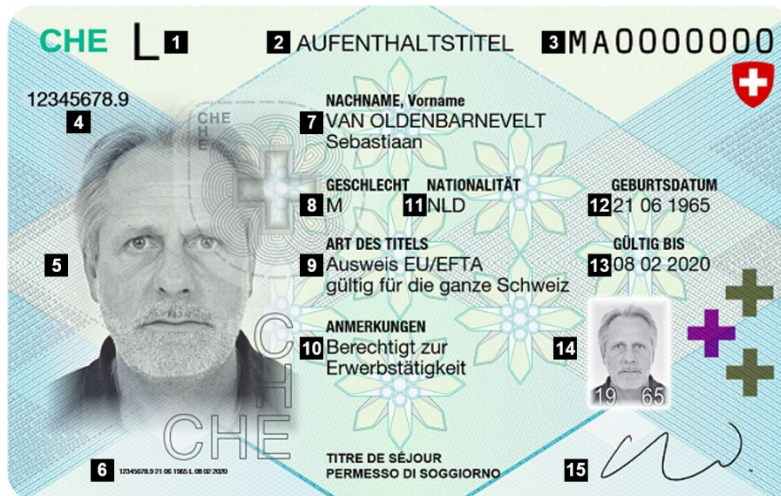 CHE L 1 2 AUFENTHALTSTITEL 3 MA0000000
12345678.9
4
CHE
CHE
NACHNAME, Vorname
7 VAN OLDENBARNEVELT
Sebastiaan
GESCHLECHT NATIONALITÄT GEBURTSDATUM
8 M 11 NLD 12 21 06 1965
ART DES TITELS GÜLTIG BIS
5 9 Ausweis EU/EFTA 13 08 02 2020
gültig für die ganze Schweiz
ANMERKUNGEN
10 Berechtigt zur 14
Erwerbstätigkeit
19 65
CHE
CHE
6 12345678.9 21 06 1965 L 08 02 2020
TITRE DE SÉJOUR
PERMESSO DI SOGGIORNO
15